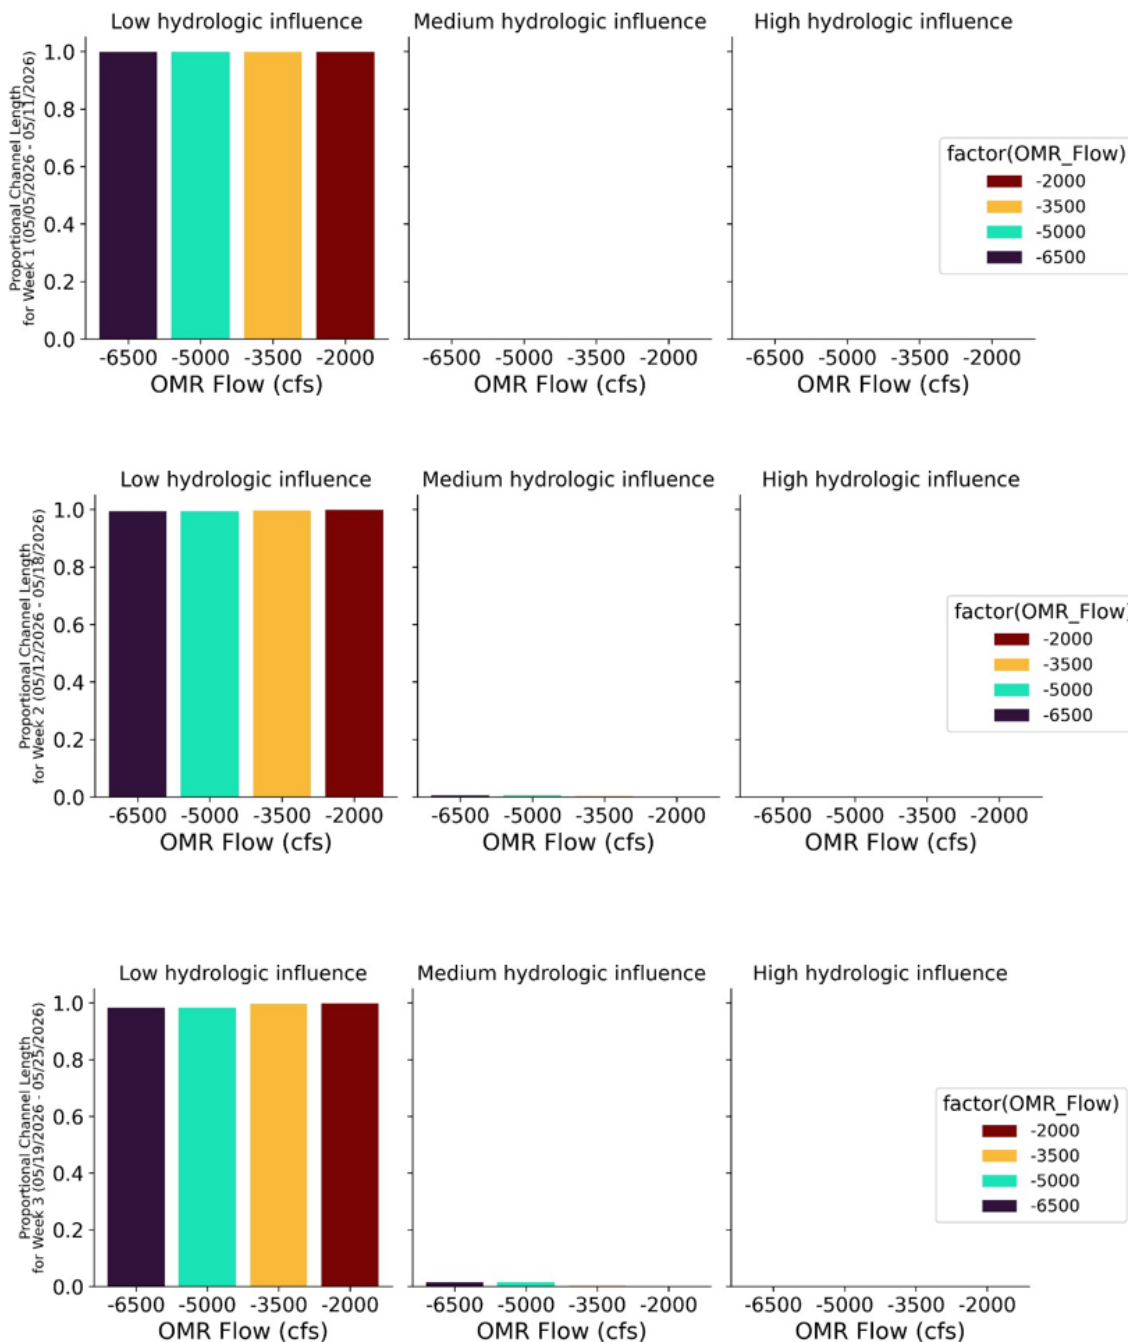 Low hydrologic influence
Medium hydrologic influence
High hydrologic influence
Proportional Channel Length
for Week 1 (05/05/2026 - 05/11/2026)
1.0
0.8
0.6
0.4
0.2
0.0
-6500 -5000 -3500 -2000
-6500 -5000 -3500 -2000
-6500 -5000 -3500 -2000
OMR Flow (cfs)
OMR Flow (cfs)
OMR Flow (cfs)
factor(OMR_Flow)
-2000
-3500
-5000
-6500
Low hydrologic influence
Medium hydrologic influence
High hydrologic influence
Proportional Channel Length
for Week 2 (05/12/2026 - 05/18/2026)
1.0
0.8
0.6
0.4
0.2
0.0
-6500 -5000 -3500 -2000
-6500 -5000 -3500 -2000
-6500 -5000 -3500 -2000
OMR Flow (cfs)
OMR Flow (cfs)
OMR Flow (cfs)
factor(OMR_Flow)
-2000
-3500
-5000
-6500
Low hydrologic influence
Medium hydrologic influence
High hydrologic influence
Proportional Channel Length
for Week 3 (05/19/2026 - 05/25/2026)
1.0
0.8
0.6
0.4
0.2
0.0
-6500 -5000 -3500 -2000
-6500 -5000 -3500 -2000
-6500 -5000 -3500 -2000
OMR Flow (cfs)
OMR Flow (cfs)
OMR Flow (cfs)
factor(OMR_Flow)
-2000
-3500
-5000
-6500